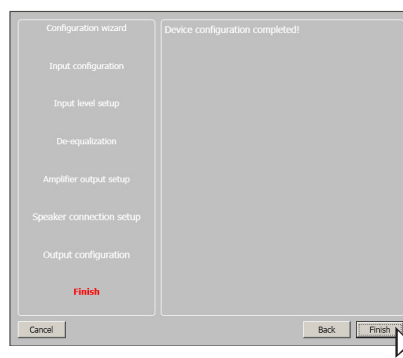 Configuration wizard
Device configuration completed!
Input configuration
Input level setup
De-equalization
Amplifier output setup
Speaker connection setup
Output configuration
Finish
Cancel
Back
Finish